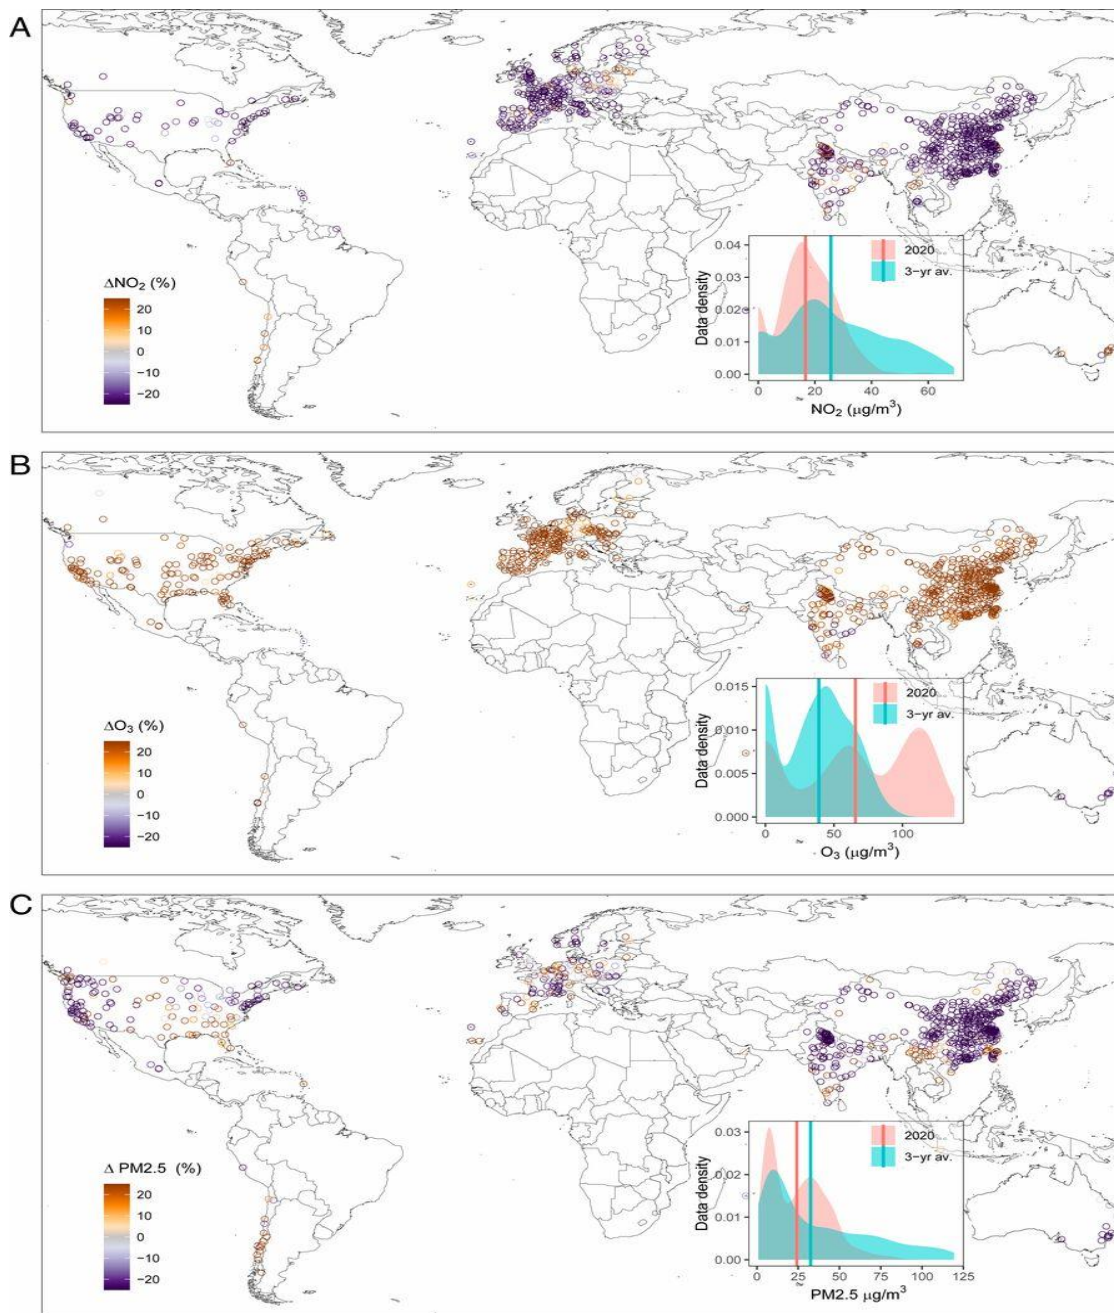 A
ΔNO₂ (%)
20
10
0
−10
−20
Data density
0.04
0.03
0.02
0.01
0.00
2020
3−yr av.
0 20 40 60
NO₂ (μg/m³)
B
ΔO₃ (%)
20
10
0
−10
−20
Data density
0.015
0.010
0.005
0.000
2020
3−yr av.
0 50 100
O₃ (μg/m³)
C
Δ PM2.5 (%)
20
10
0
−10
−20
Data density
0.03
0.02
0.01
0.00
2020
3−yr av.
0 25 50 75 100 125
PM2.5 μg/m³